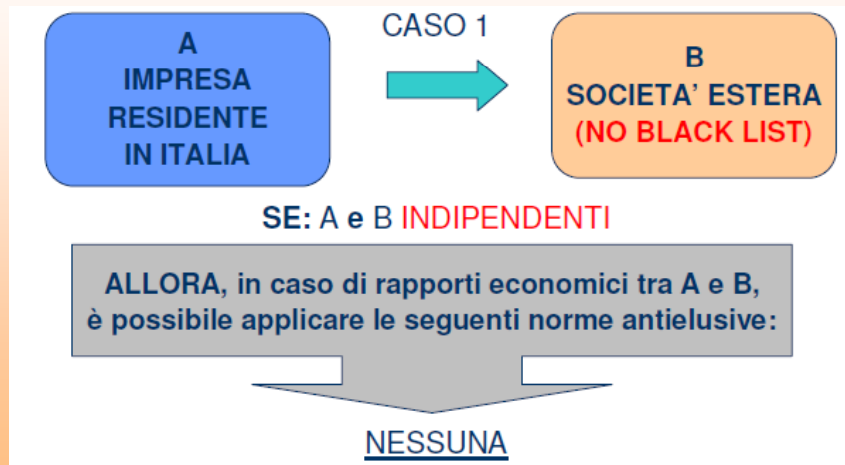 CASO 1
A
IMPRESA
RESIDENTE
IN ITALIA
B
SOCIETA' ESTERA
(NO BLACK LIST)
SE: A e B INDIPENDENTI
ALLORA, in caso di rapporti economici tra A e B,
è possibile applicare le seguenti norme antielusive:
NESSUNA